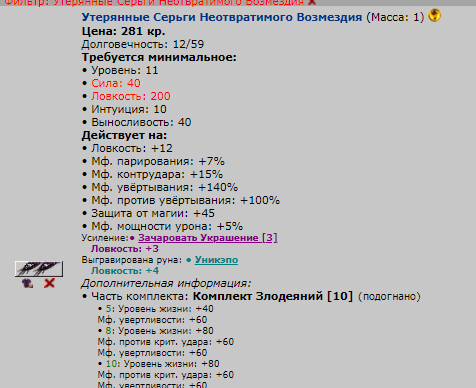 Фильтр: Утерянные Серьги Неотвратимого Возмездия
Утерянные Серьги Неотвратимого Возмездия (Масса: 1)
Цена: 281 кр.
Долговечность: 12/59
Требуется минимальное:
• Уровень: 11
• Сила: 40
• Ловкость: 200
• Интуиция: 10
• Выносливость: 40
Действует на:
• Ловкость: +12
• Мф. парирования: +7%
• Мф. контрудара: +15%
• Мф. увёртывания: +140%
• Мф. против увёртывания: +100%
• Защита от магии: +45
• Мф. мощности урона: +5%
Усиление:• Зачаровать Украшение [3]
Ловкость: +3
Выгравирована руна: • Уникэпо
Ловкость: +4
Дополнительная информация:
• Часть комплекта: Комплект Злодеяний [10] (подогнано)
• 5: Уровень жизни: +40
Мф. увертливости: +60
• 8: Уровень жизни: +80
Мф. против крит. удара: +60
Мф. увертливости: +60
• 10: Уровень жизни: +80
Мф. против крит. удара: +60
Мф. увертливости: +60